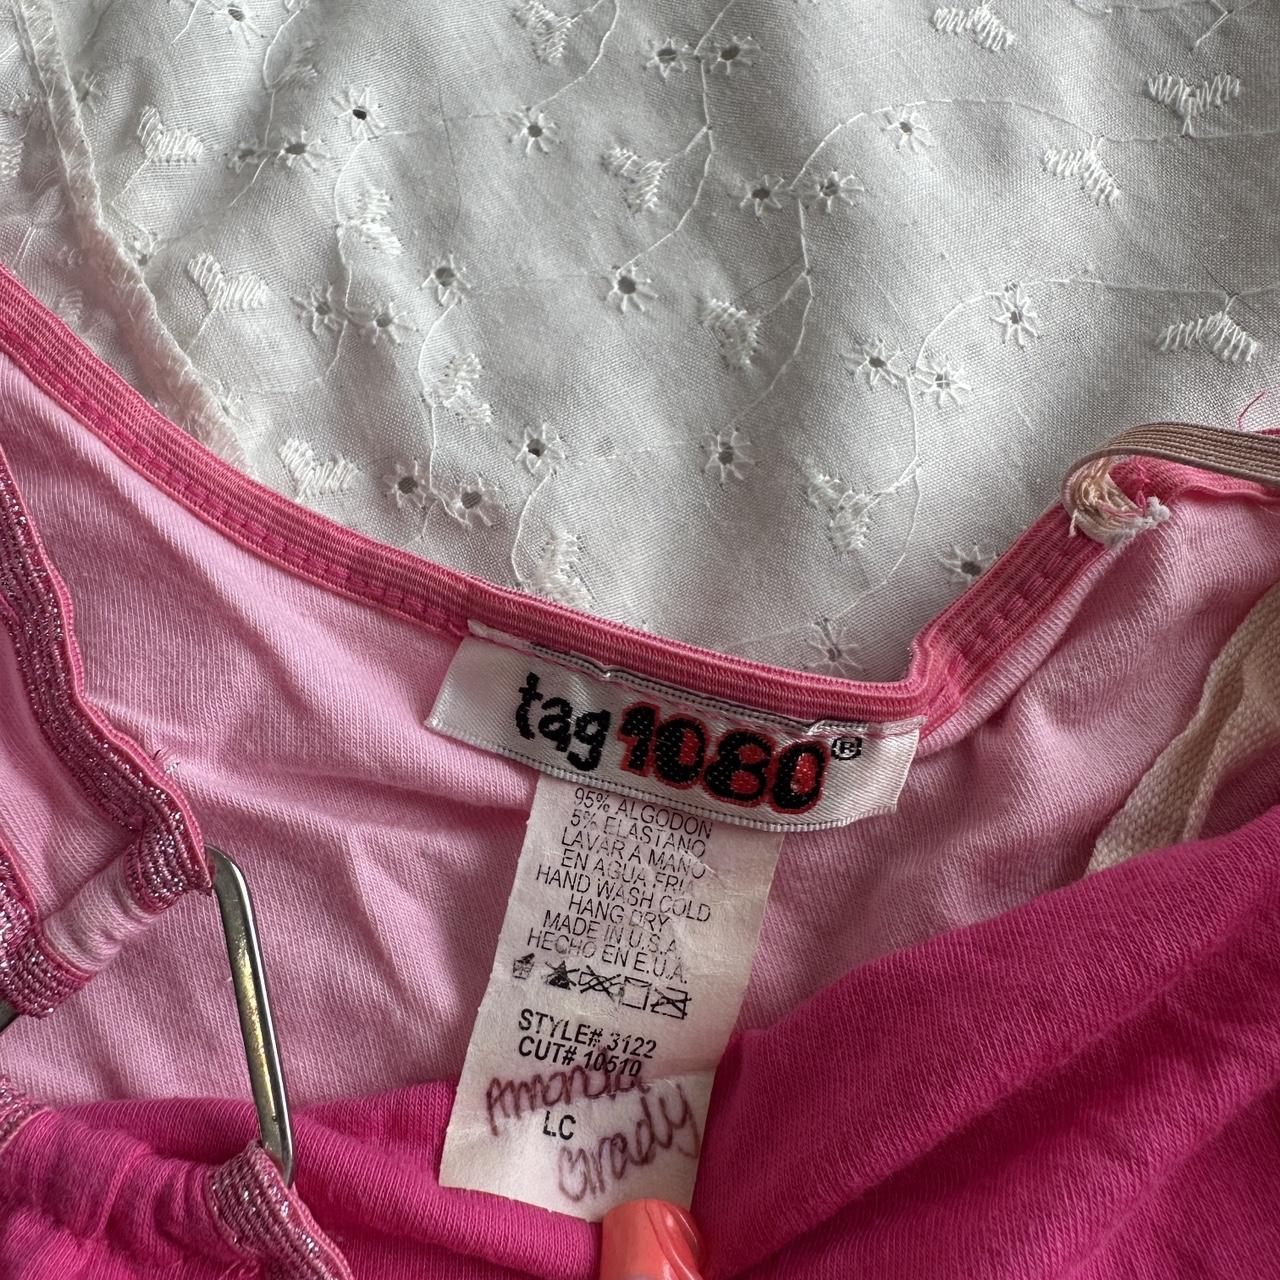 tag1080®
95% ALGODON
5% ELASTANO
LAVAR A MANO
EN AGUA FRIA
HAND WASH COLD
HANG DRY
MADE IN U.S.A.
HECHO EN E.U.A.
STYLE# 3122
CUT# 10510
Amanda
LC
Grady